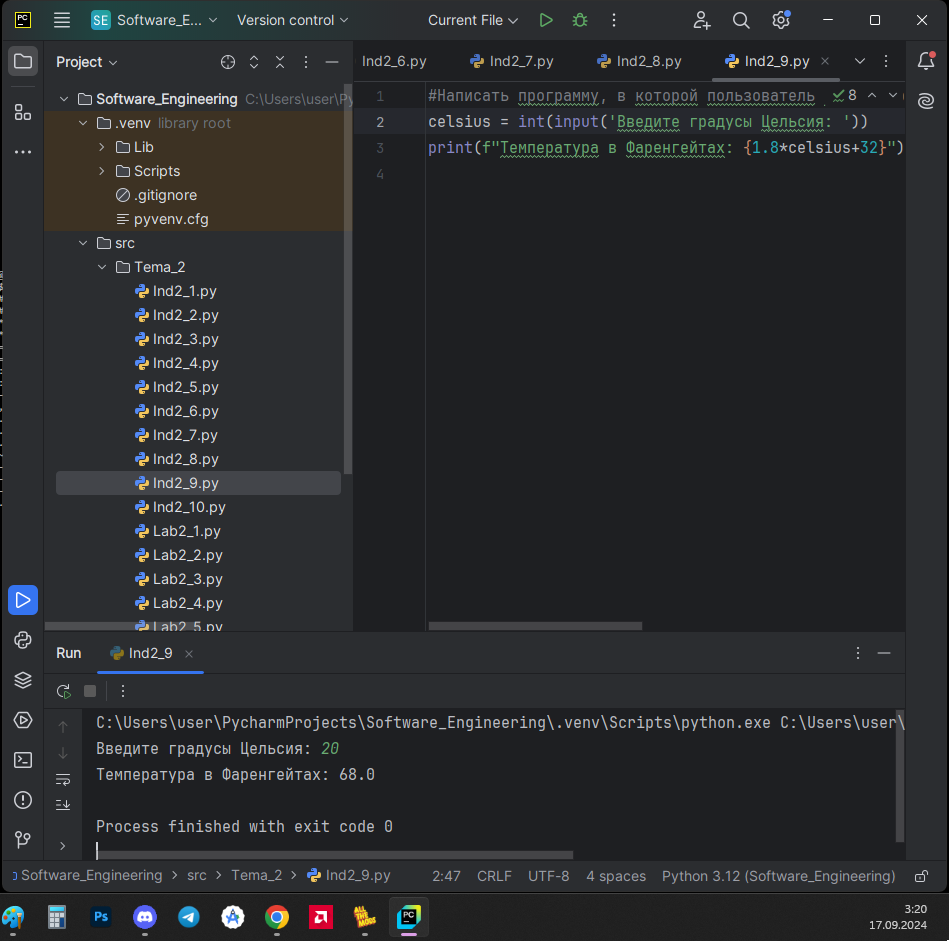 PC
SE Software_E... Version control Current File
Project
Ind2_6.py Ind2_7.py Ind2_8.py Ind2_9.py
Software_Engineering C:\Users\user\Py
.venv library root
Lib
Scripts
.gitignore
pyvenv.cfg
src
Tema_2
Ind2_1.py
Ind2_2.py
Ind2_3.py
Ind2_4.py
Ind2_5.py
Ind2_6.py
Ind2_7.py
Ind2_8.py
Ind2_9.py
Ind2_10.py
Lab2_1.py
Lab2_2.py
Lab2_3.py
Lab2_4.py
Lab2_5.py
1 #Написать программу, в которой пользователь 8
2 celsius = int(input('Введите градусы Цельсия: '))
3 print(f"Температура в Фаренгейтах: {1.8*celsius+32}")
4
Run Ind2_9
C:\Users\user\PycharmProjects\Software_Engineering\.venv\Scripts\python.exe C:\Users\user\
Введите градусы Цельсия: 20
Температура в Фаренгейтах: 68.0
Process finished with exit code 0
Software_Engineering > src > Tema_2 > Ind2_9.py 2:47 CRLF UTF-8 4 spaces Python 3.12 (Software_Engineering)
Ps
ALL THE MODS
PC
3:20
17.09.2024